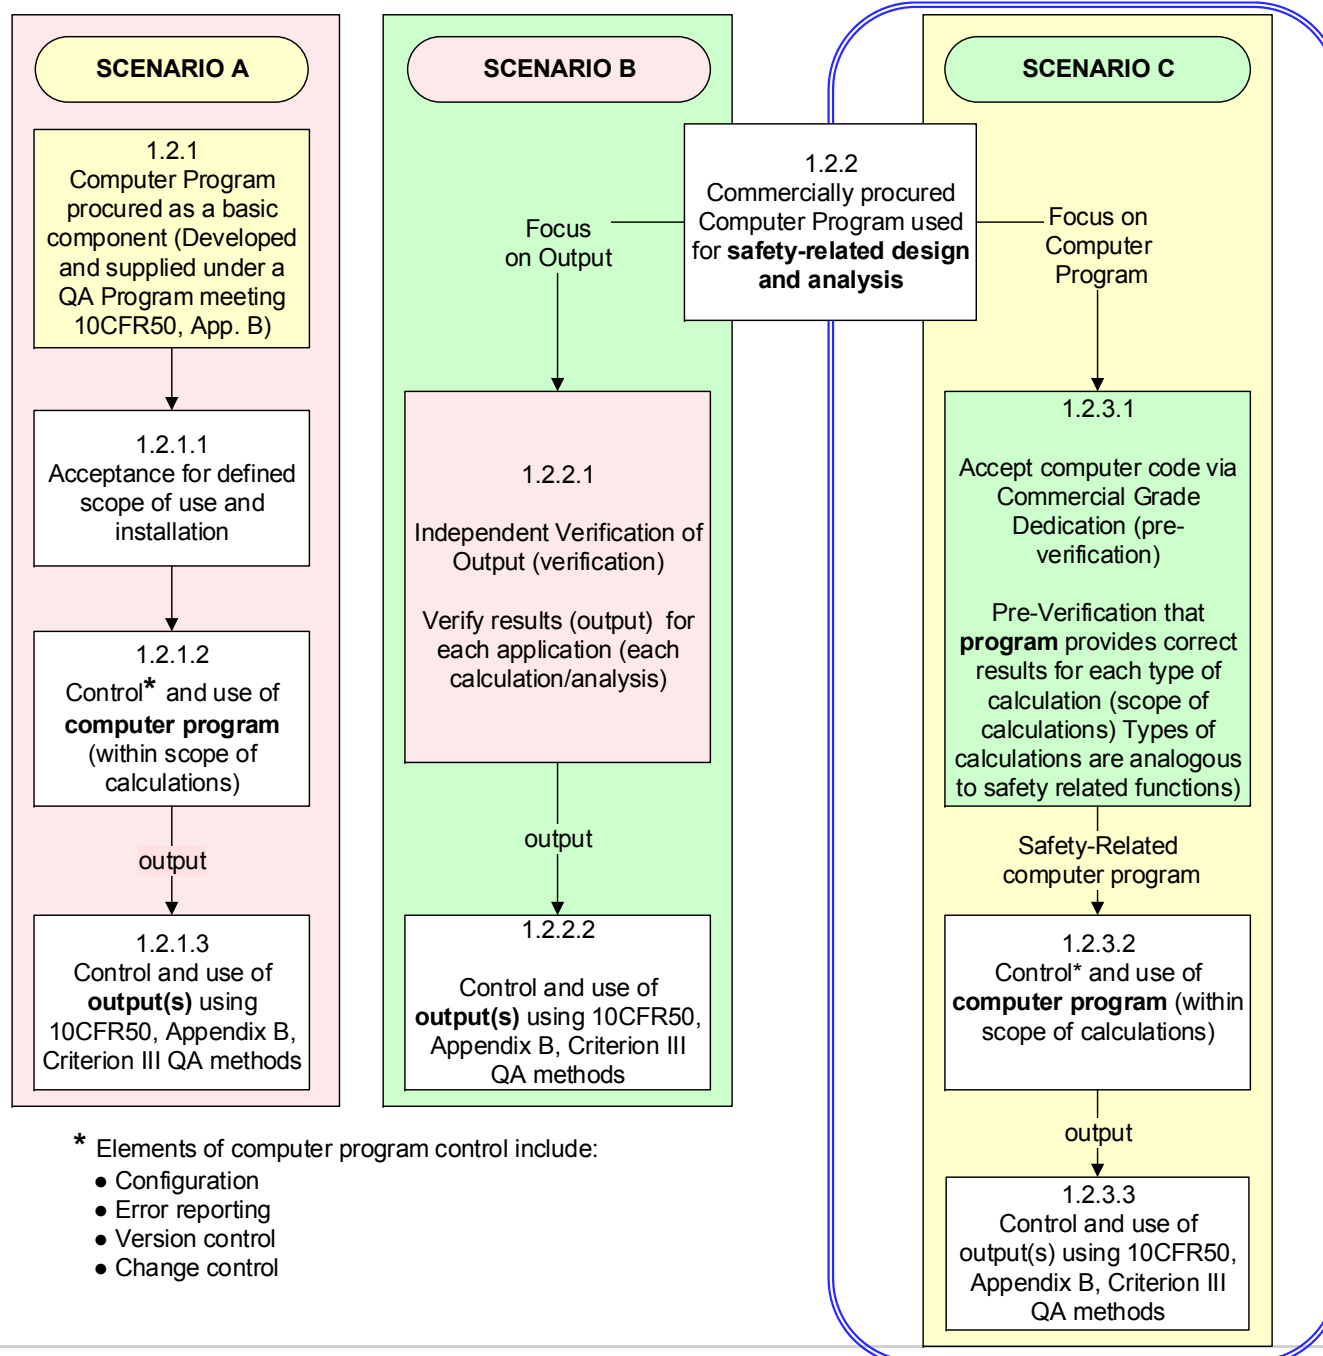 SCENARIO A
1.2.1
Computer Program
procured as a basic
component (Developed
and supplied under a
QA Program meeting
10CFR50, App. B)
1.2.1.1
Acceptance for defined
scope of use and
installation
1.2.1.2
Control* and use of
computer program
(within scope of
calculations)
output
1.2.1.3
Control and use of
output(s) using
10CFR50, Appendix B,
Criterion III QA methods
SCENARIO B
1.2.2
Commercially procured
Computer Program used
for safety-related design
and analysis
Focus
on Output
1.2.2.1
Independent Verification of
Output (verification)
Verify results (output) for
each application (each
calculation/analysis)
output
1.2.2.2
Control and use of
output(s) using 10CFR50,
Appendix B, Criterion III
QA methods
SCENARIO C
Focus on
Computer
Program
1.2.3.1
Accept computer code via
Commercial Grade
Dedication (pre-
verification)
Pre-Verification that
program provides correct
results for each type of
calculation (scope of
calculations) Types of
calculations are analogous
to safety related functions)
Safety-Related
computer program
1.2.3.2
Control* and use of
computer program (within
scope of calculations)
output
1.2.3.3
Control and use of
output(s) using 10CFR50,
Appendix B, Criterion III
QA methods
* Elements of computer program control include:
● Configuration
● Error reporting
● Version control
● Change control